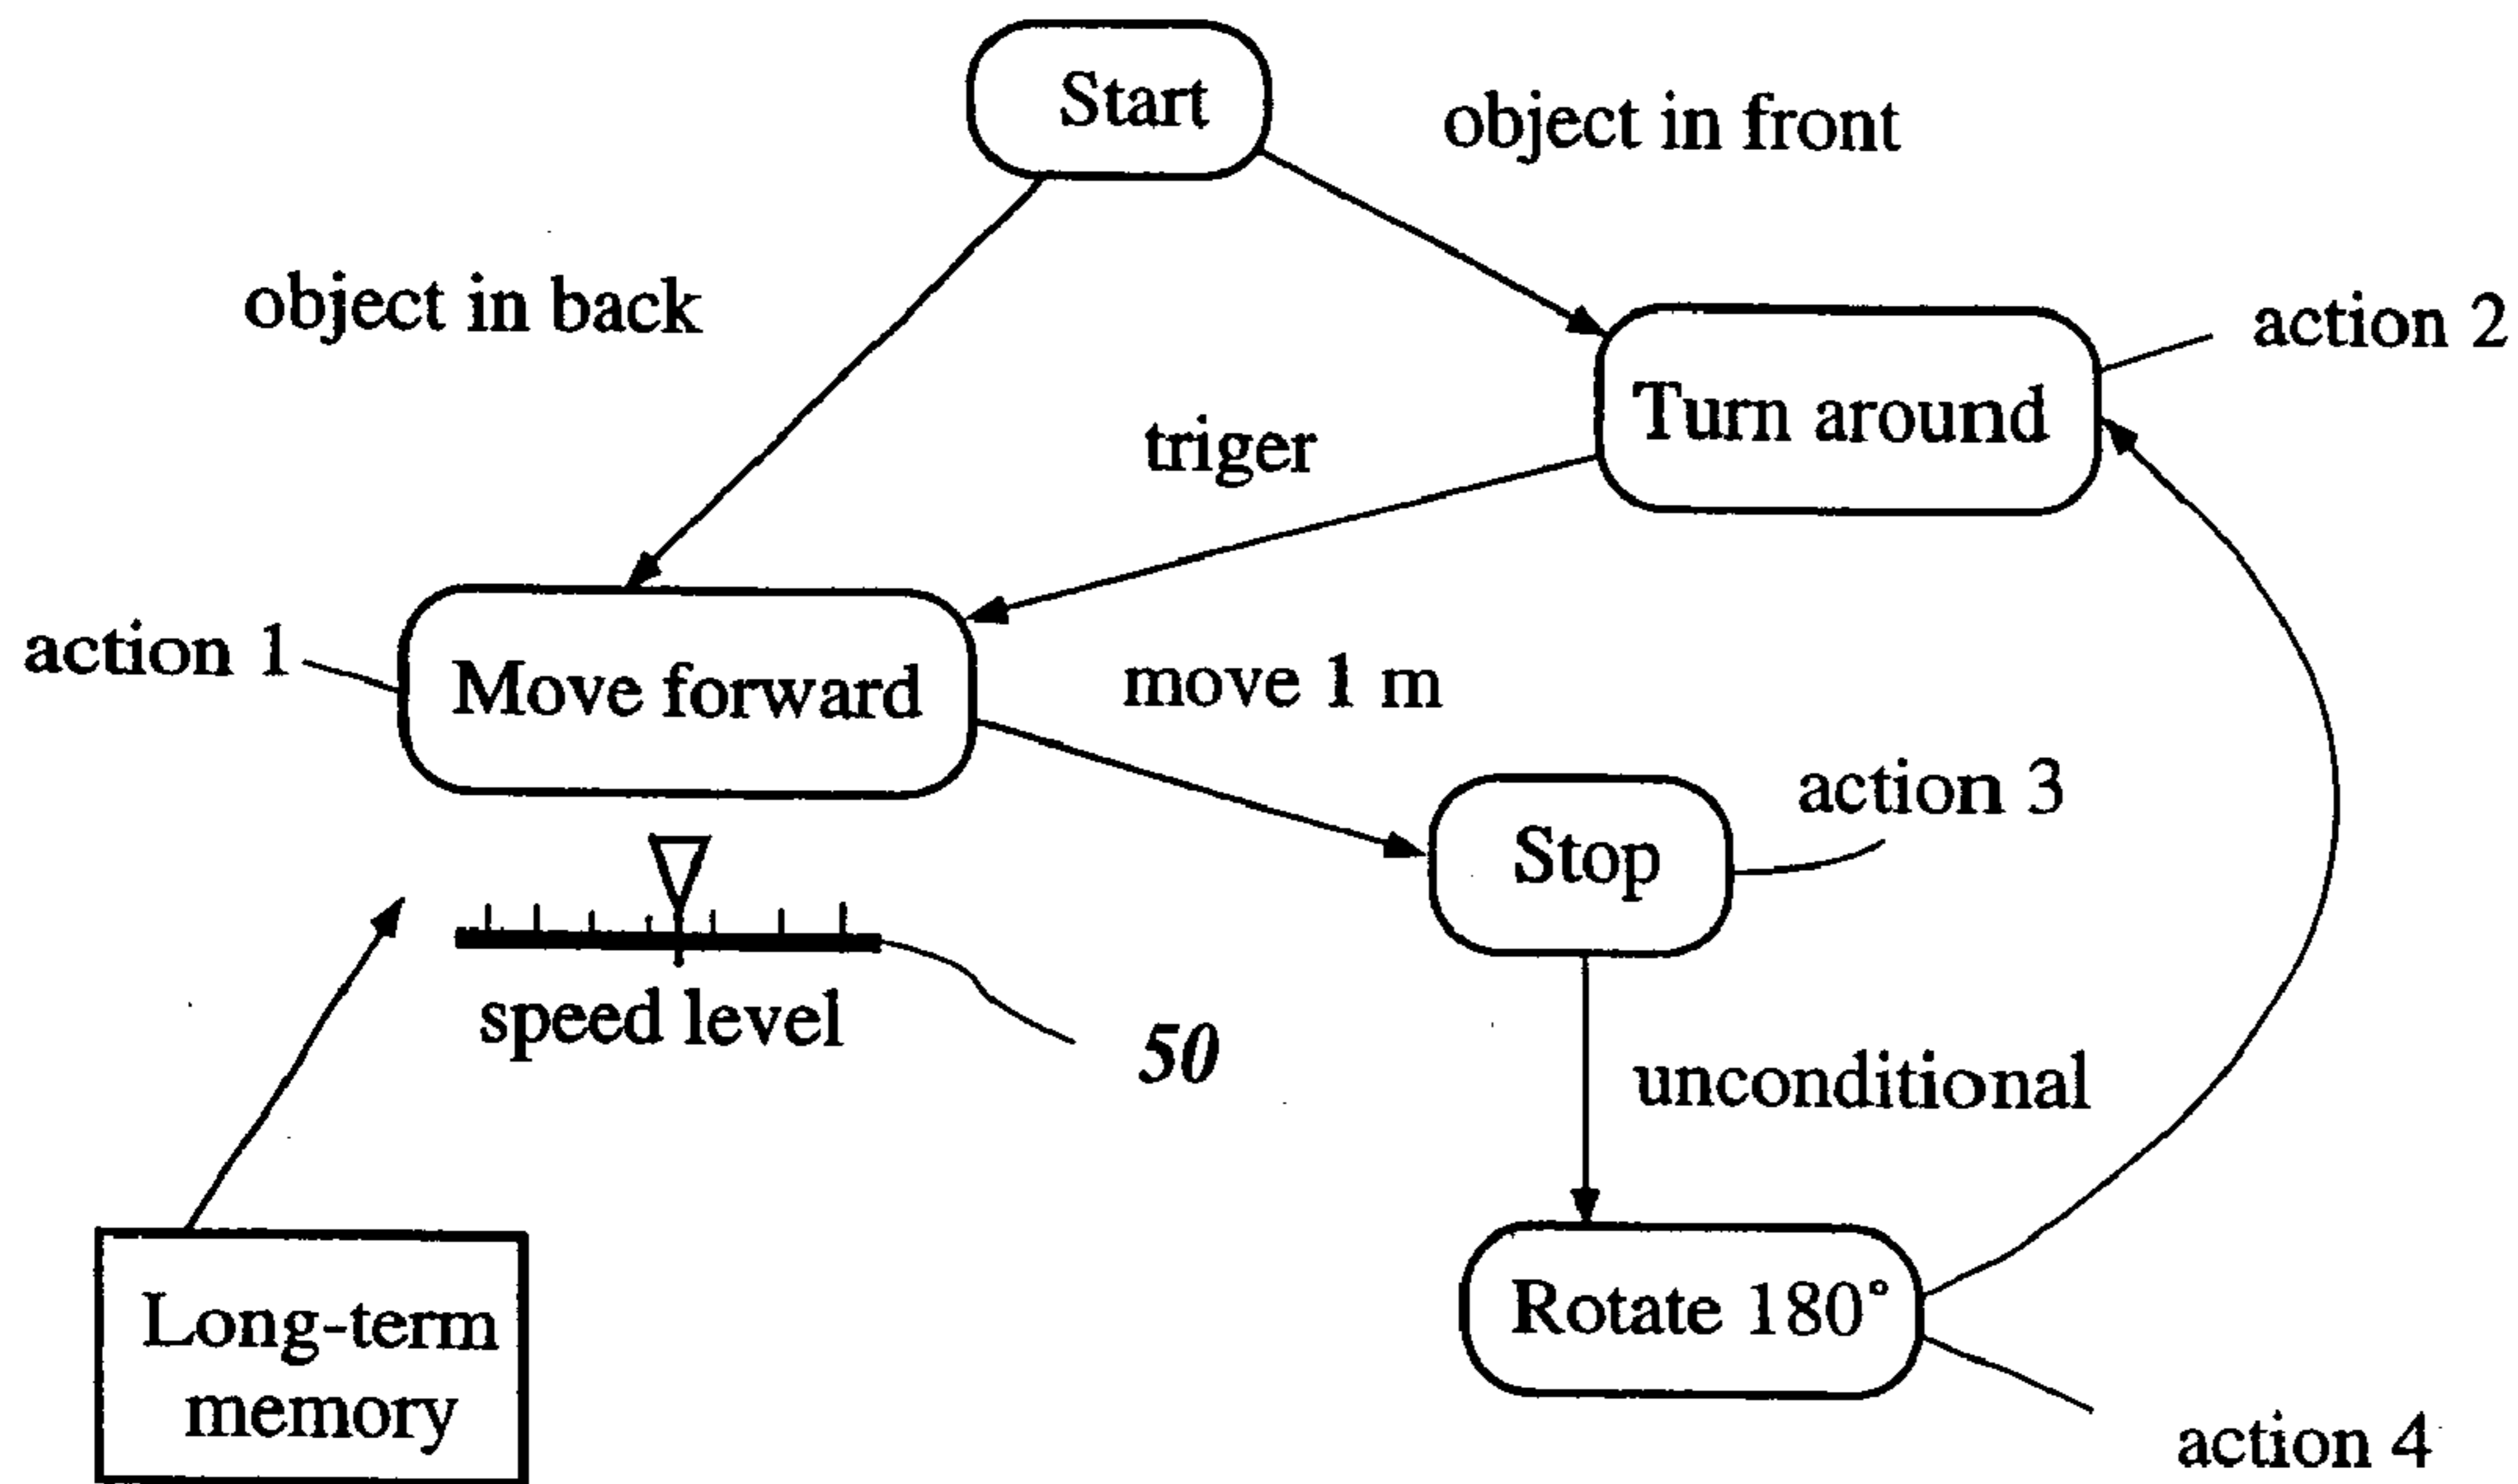 Start
object in front
object in back
action 2
Turn around
triger
action 1
Move forward
move 1 m
action 3
Stop
speed level
50
unconditional
Rotate 180°
Long-term
memory
action 4